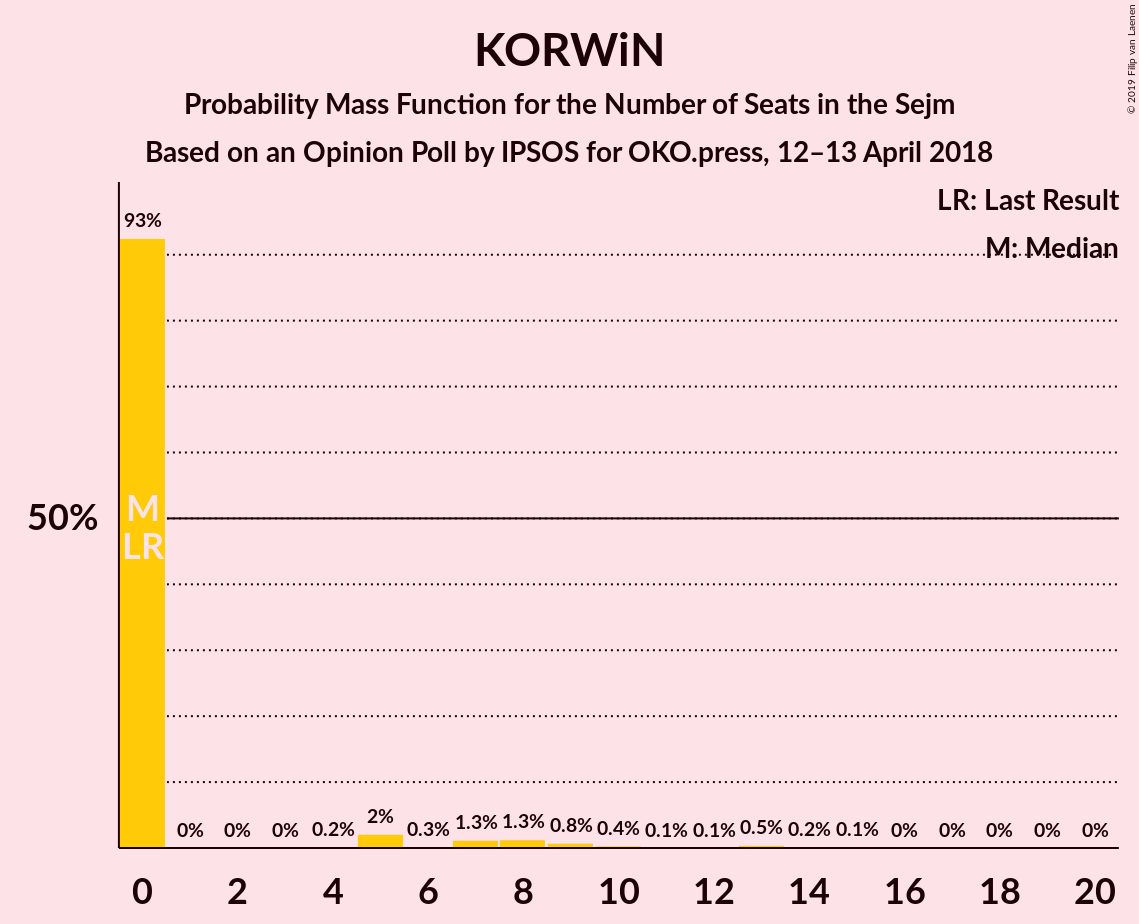 KORWiN
Probability Mass Function for the Number of Seats in the Sejm
Based on an Opinion Poll by IPSOS for OKO.press, 12–13 April 2018
© 2019 Filip van Laenen
LR: Last Result
M: Median
93%
50%
M
LR
0% 0% 0% 0.2% 2% 0.3% 1.3% 1.3% 0.8% 0.4% 0.1% 0.1% 0.5% 0.2% 0.1% 0% 0% 0% 0% 0%
0 2 4 6 8 10 12 14 16 18 20